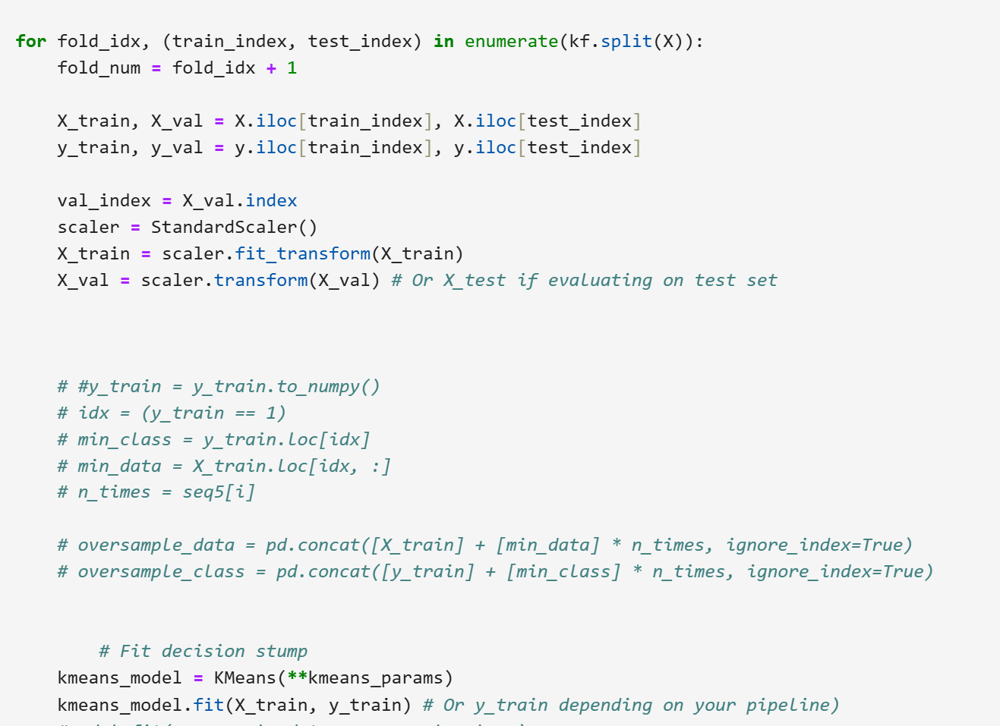 for fold_idx, (train_index, test_index) in enumerate(kf.split(X)):
    fold_num = fold_idx + 1
    X_train, X_val = X.iloc[train_index], X.iloc[test_index]
    y_train, y_val = y.iloc[train_index], y.iloc[test_index]
    val_index = X_val.index
    scaler = StandardScaler()
    X_train = scaler.fit_transform(X_train)
    X_val = scaler.transform(X_val) # Or X_test if evaluating on test set
    # #y_train = y_train.to_numpy()
    # idx = (y_train == 1)
    # min_class = y_train.loc[idx]
    # min_data = X_train.loc[idx, :]
    # n_times = seq5[i]
    # oversample_data = pd.concat([X_train] + [min_data] * n_times, ignore_index=True)
    # oversample_class = pd.concat([y_train] + [min_class] * n_times, ignore_index=True)
        # Fit decision stump
    kmeans_model = KMeans(**kmeans_params)
    kmeans_model.fit(X_train, y_train) # Or y_train depending on your pipeline)